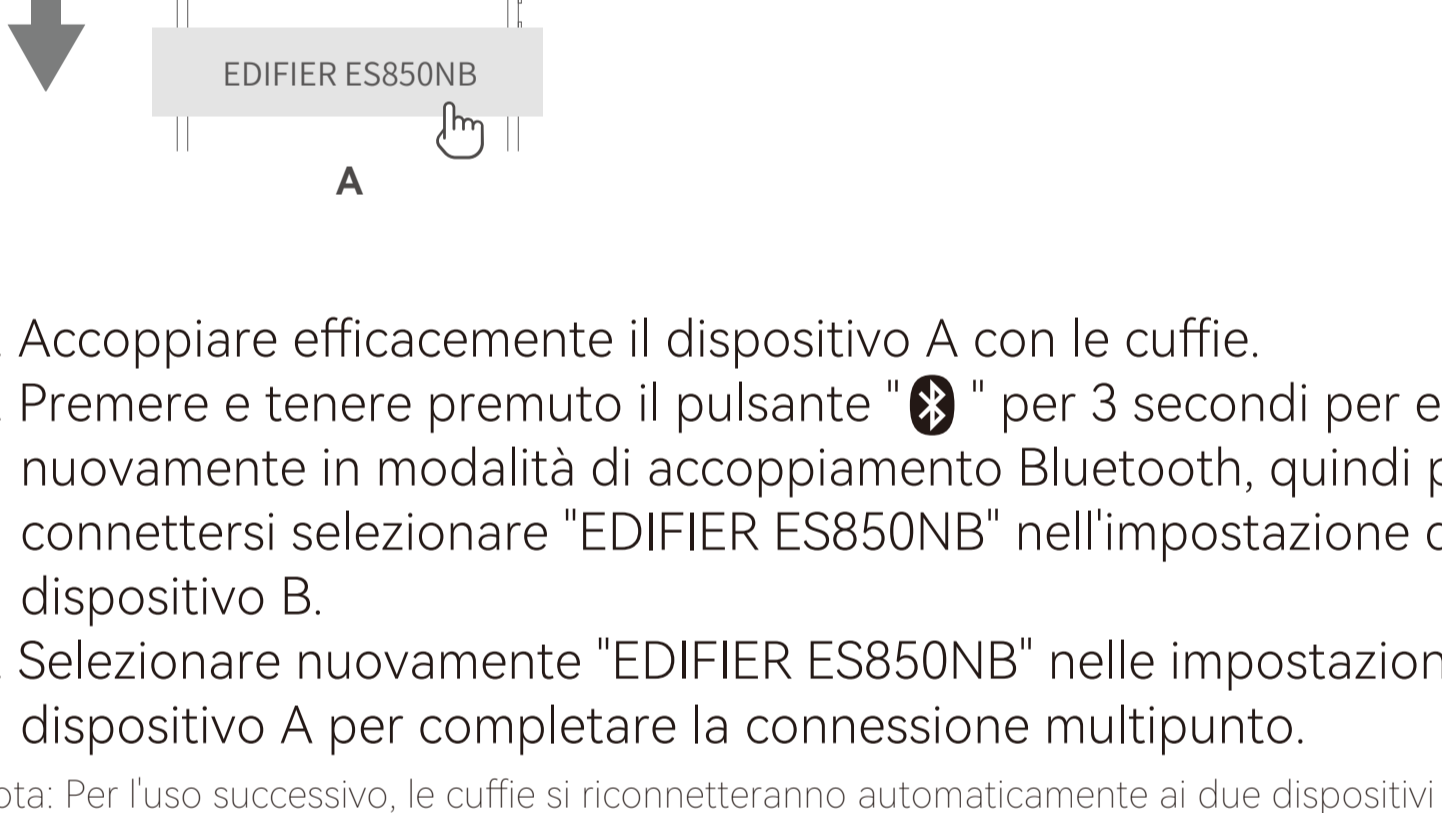 EDIFIER ES850NB
A
Accoppiare efficacemente il dispositivo A con le cuffie.
Premere e tenere premuto il pulsante " " per 3 secondi per
nuovamente in modalità di accoppiamento Bluetooth, quindi
connettersi selezionare "EDIFIER ES850NB" nell'impostazione
dispositivo B.
Selezionare nuovamente "EDIFIER ES850NB" nelle
dispositivo A per completare la connessione multipunto.
Per l'uso successivo, le cuffie si riconnetteranno automaticamente ai due dispositivi